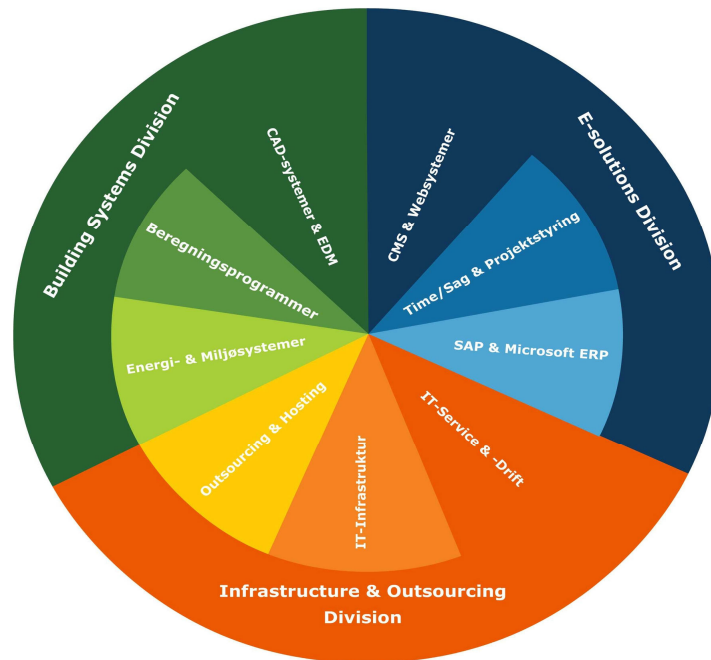 Building Systems Division
CAD-systemer & EDM
Beregningsprogrammer
Energi- & Miljøsystemer
E-solutions Division
CMS & Websystemer
Time/Sag & Projektstyring
SAP & Microsoft ERP
IT-Service & -Drift
IT-Infrastruktur
Outsourcing & Hosting
Infrastructure & Outsourcing
Division